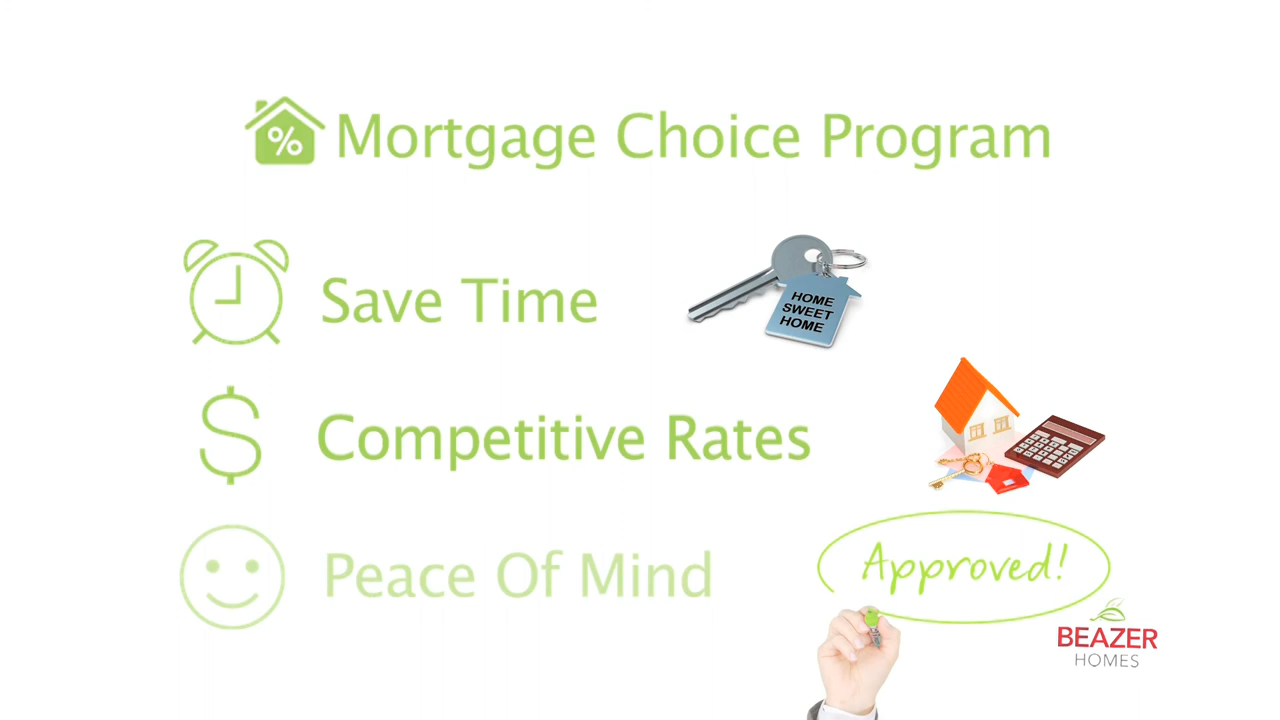 % Mortgage Choice Program
Save Time
HOME
SWEET
HOME
$ Competitive Rates
Peace Of Mind
Approved!
BEAZER
HOMES